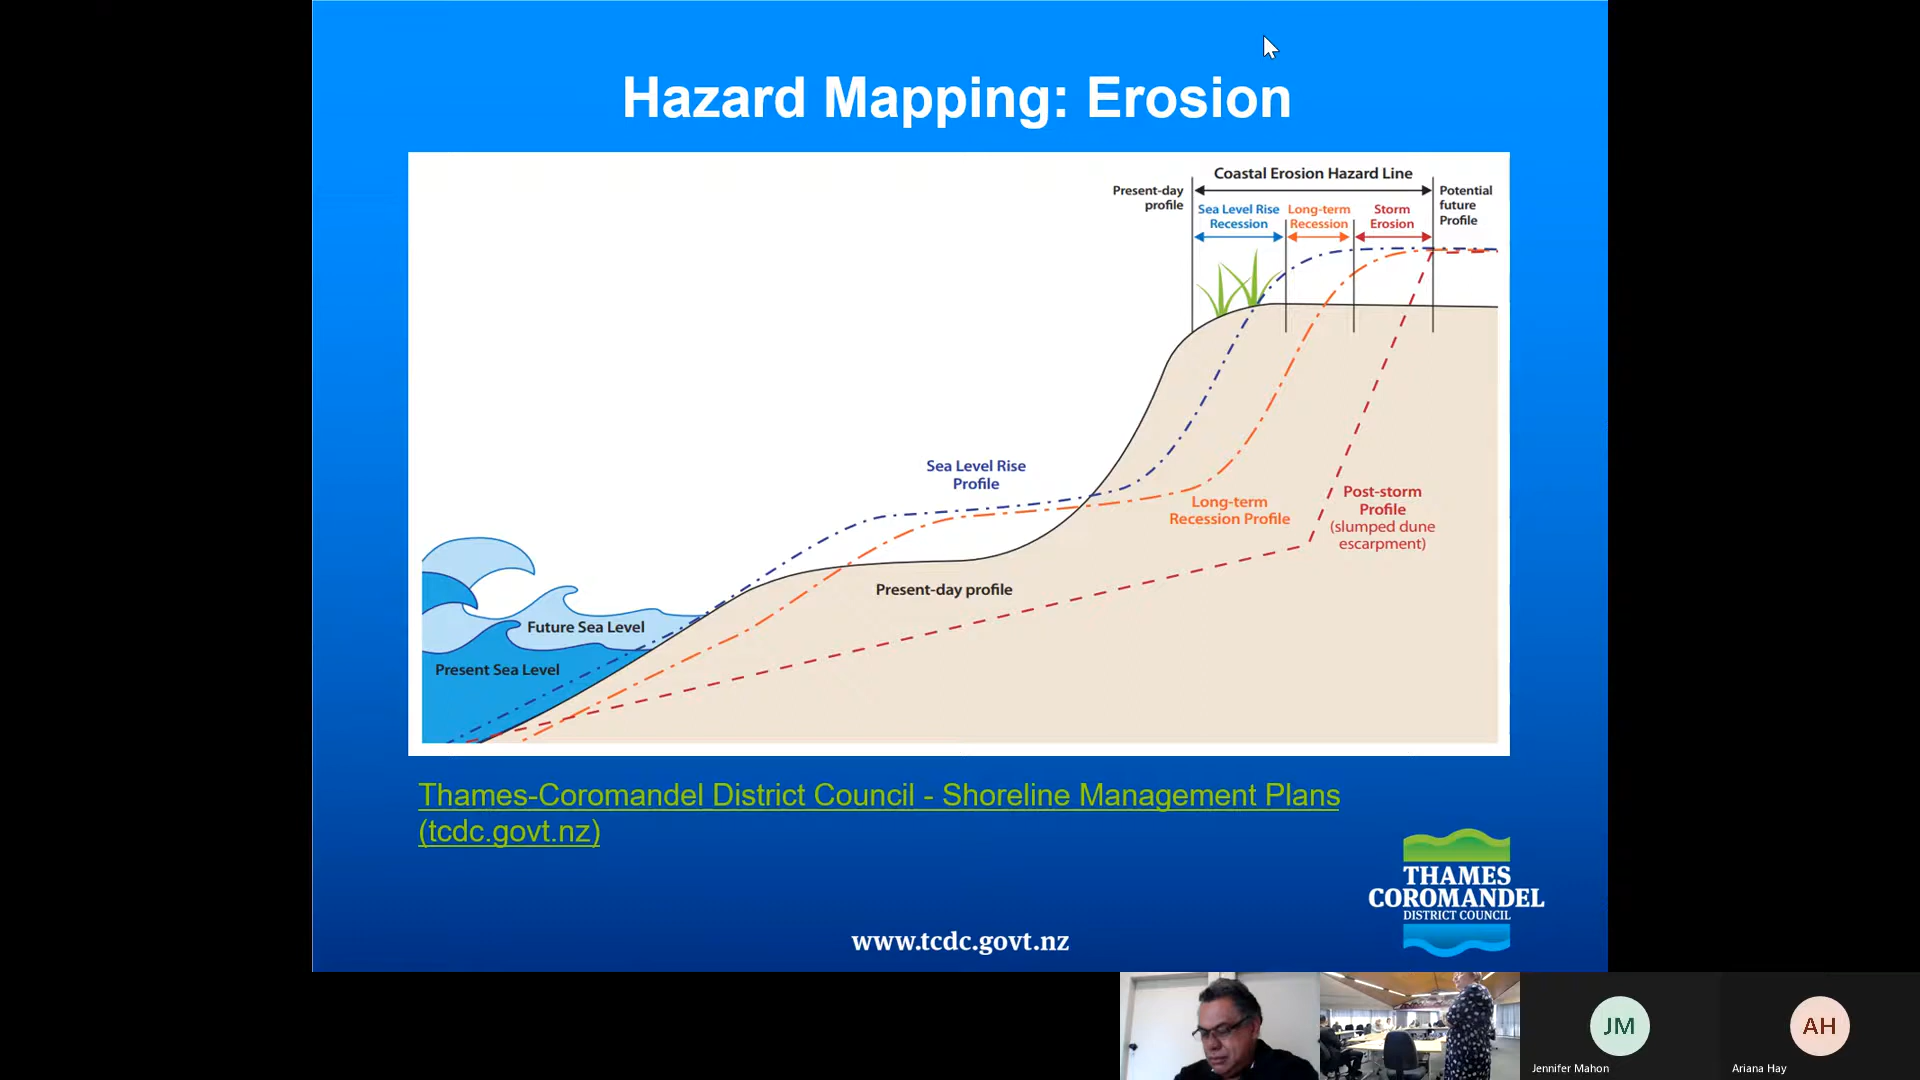 Hazard Mapping: Erosion
Coastal Erosion Hazard Line
Present-day
profile
Potential
future
Profile
Sea Level Rise
Recession
Long-term
Recession
Storm
Erosion
Sea Level Rise
Profile
Long-term
Recession Profile
Post-storm
Profile
(slumped dune
escarpment)
Present-day profile
Future Sea Level
Present Sea Level
Thames-Coromandel District Council - Shoreline Management Plans
(tcdc.govt.nz)
THAMES
COROMANDEL
DISTRICT COUNCIL
www.tcdc.govt.nz
JM
Jennifer Mahon
AH
Ariana Hay